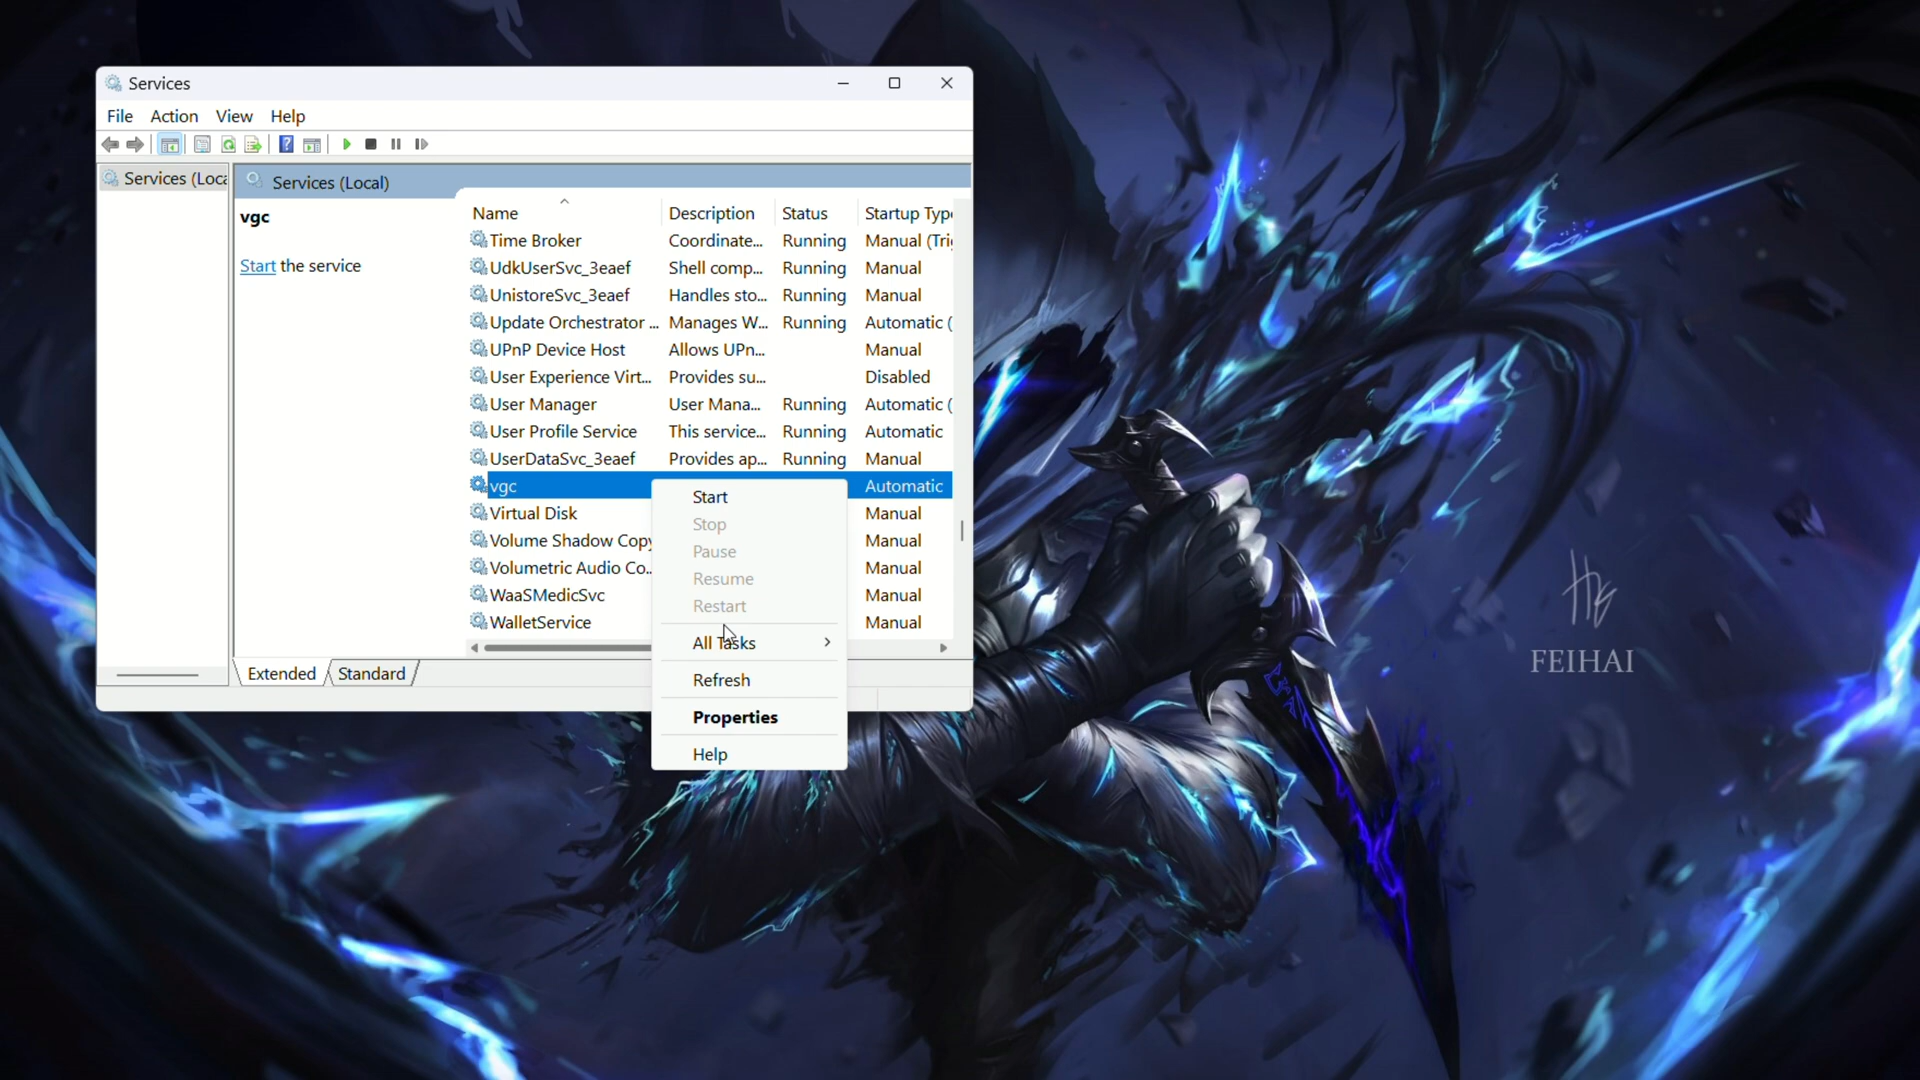 Services
File Action View Help
Services (Loca
Services (Local)
vgc
Start the service
Name Description Status Startup Typ
Time Broker Coordinate... Running Manual (Tri
UdkUserSvc_3eaef Shell comp... Running Manual
UnistoreSvc_3eaef Handles sto... Running Manual
Update Orchestrator ... Manages W... Running Automatic (
UPnP Device Host Allows UPn... Manual
User Experience Virt... Provides su... Disabled
User Manager User Mana... Running Automatic (
User Profile Service This service... Running Automatic
UserDataSvc_3eaef Provides ap... Running Manual
vgc Automatic
Virtual Disk Manual
Volume Shadow Copy Manual
Volumetric Audio Co.. Manual
WaaSMedicSvc Manual
WalletService Manual
Extended Standard
Start
Stop
Pause
Resume
Restart
All Tasks
Refresh
Properties
Help
FEIHAI